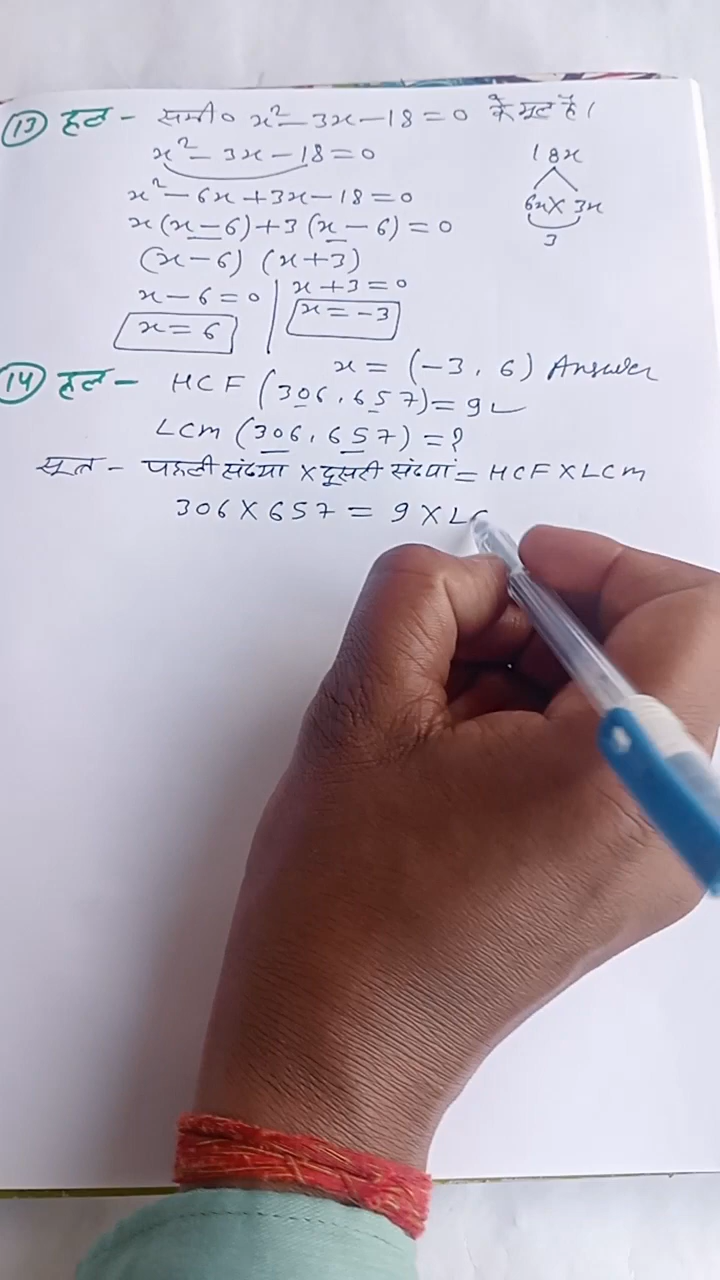 (13) हल - समी० x² - 3x - 18 = 0 के मूल है।
x² - 3x - 18 = 0
18x
x² - 6x + 3x - 18 = 0
6x X 3x
x(x - 6) + 3(x - 6) = 0
3
(x - 6) (x + 3)
x - 6 = 0 | x + 3 = 0
x = 6 | x = -3
x = (-3, 6) Answer
(14) हल - HCF (306, 657) = 9
LCM (306, 657) = ?
सूत्र - पहली संख्या X दूसरी संख्या = HCF X LCM
306 X 657 = 9 X LC